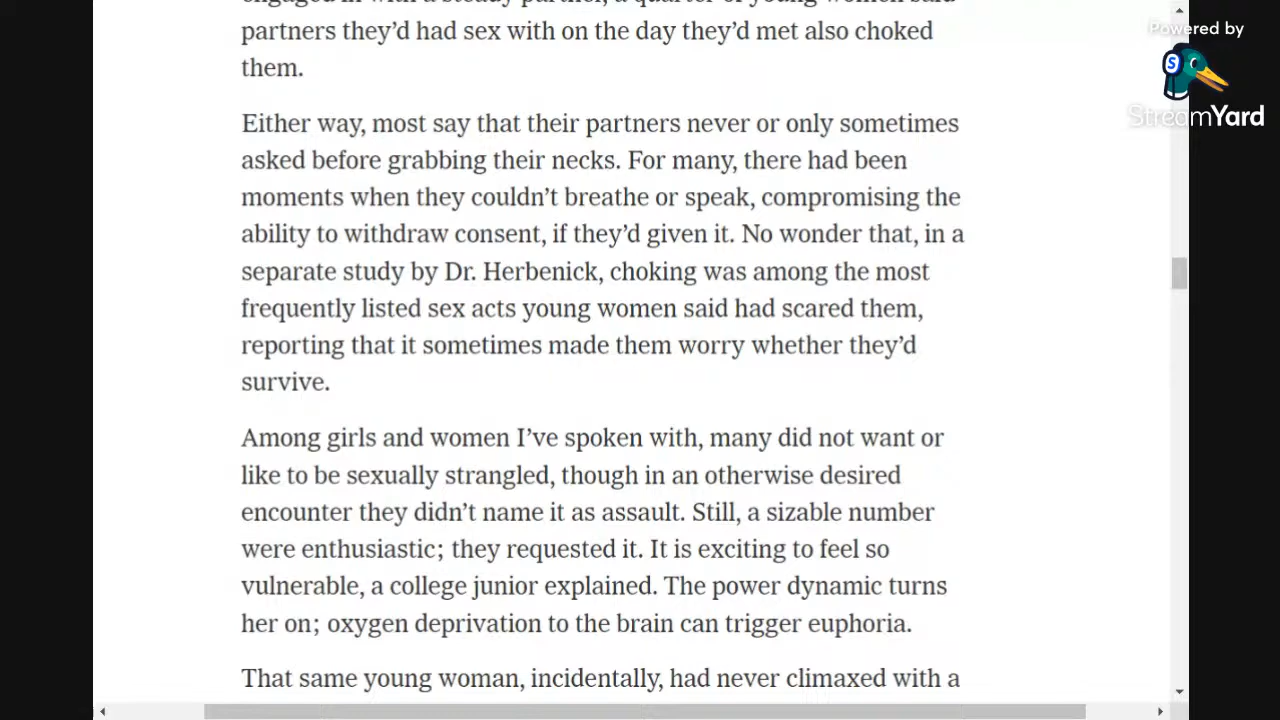 partners they’d had sex with on the day they’d met also choked
them.
Either way, most say that their partners never or only sometimes
asked before grabbing their necks. For many, there had been
moments when they couldn’t breathe or speak, compromising the
ability to withdraw consent, if they’d given it. No wonder that, in a
separate study by Dr. Herbenick, choking was among the most
frequently listed sex acts young women said had scared them,
reporting that it sometimes made them worry whether they’d
survive.
Among girls and women I’ve spoken with, many did not want or
like to be sexually strangled, though in an otherwise desired
encounter they didn’t name it as assault. Still, a sizable number
were enthusiastic; they requested it. It is exciting to feel so
vulnerable, a college junior explained. The power dynamic turns
her on; oxygen deprivation to the brain can trigger euphoria.
That same young woman, incidentally, had never climaxed with a
Powered by
S
StreamYard